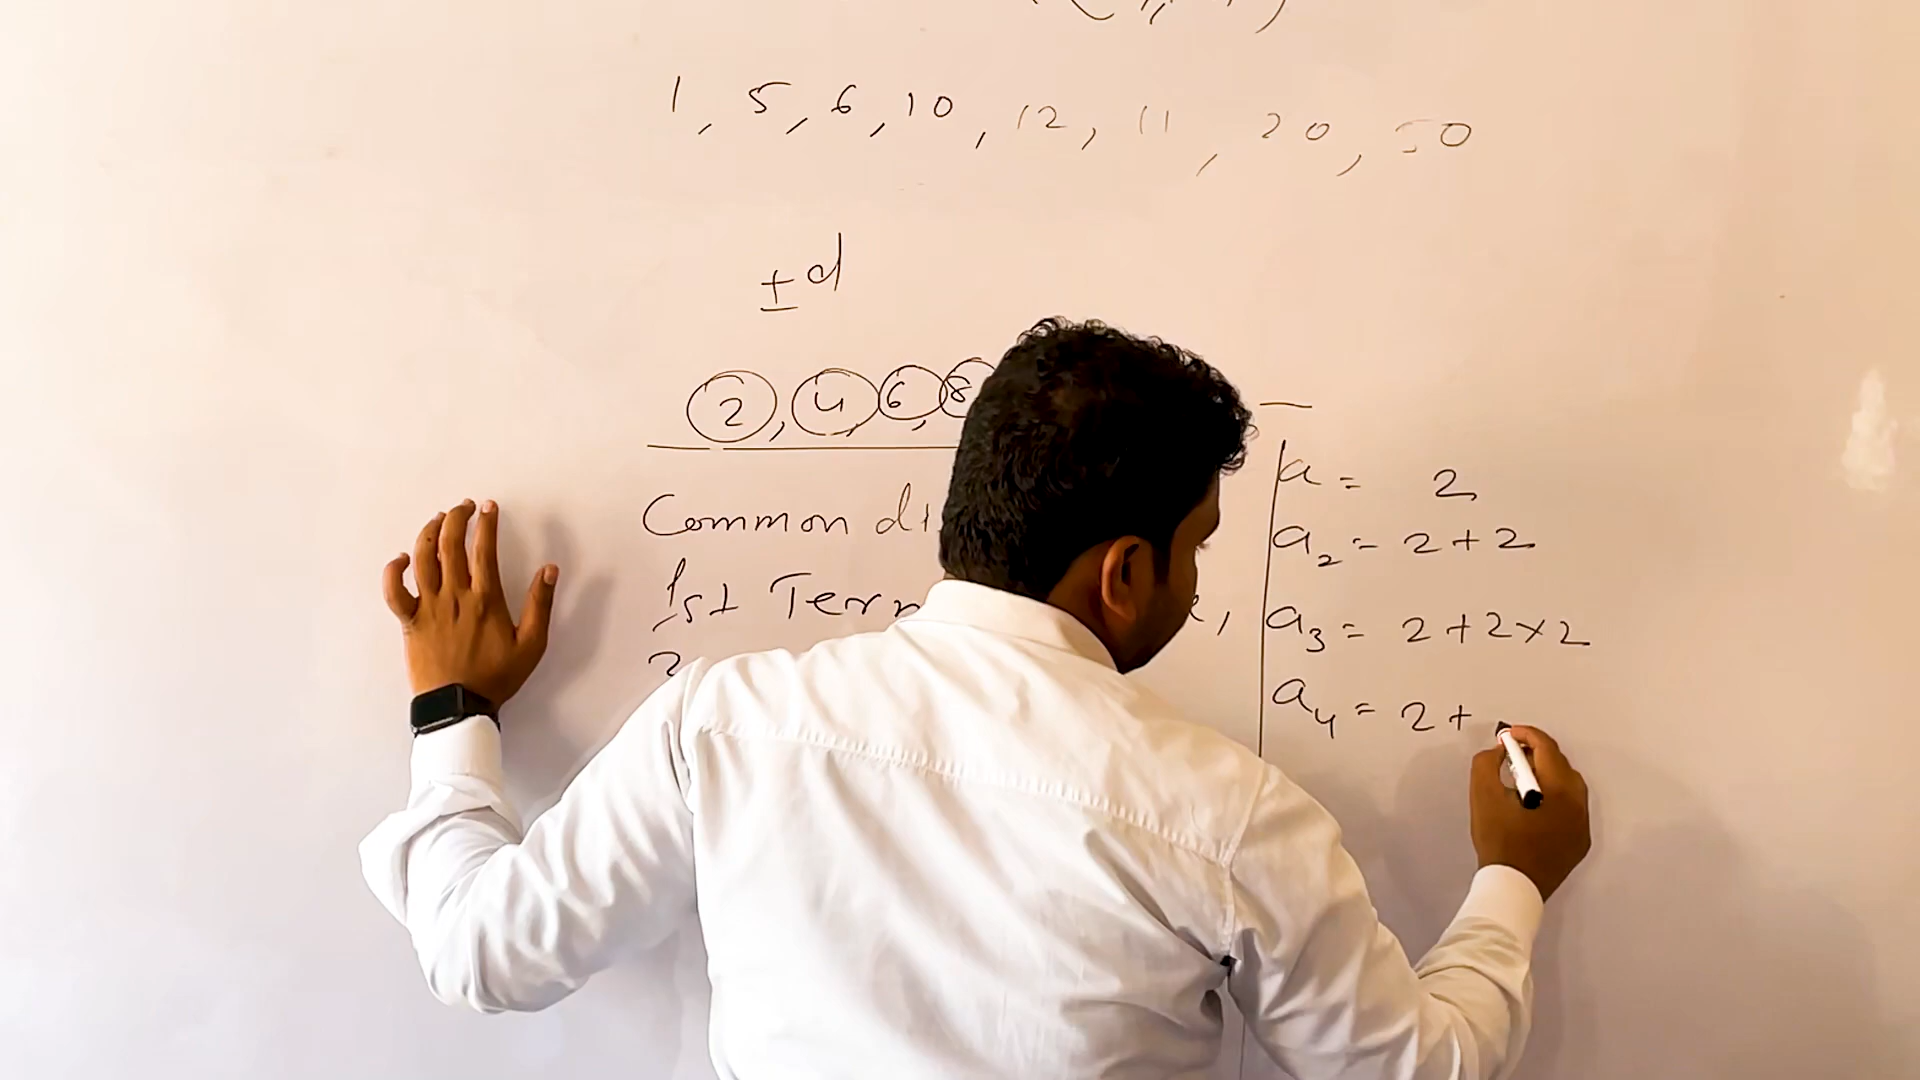 1, 5, 6, 10, 12, 11, 20, 50
±d
2, 4, 6, 8
Common
1st Term
2
a = 2
a₂ = 2+2
a₃ = 2+2×2
a₄ = 2+